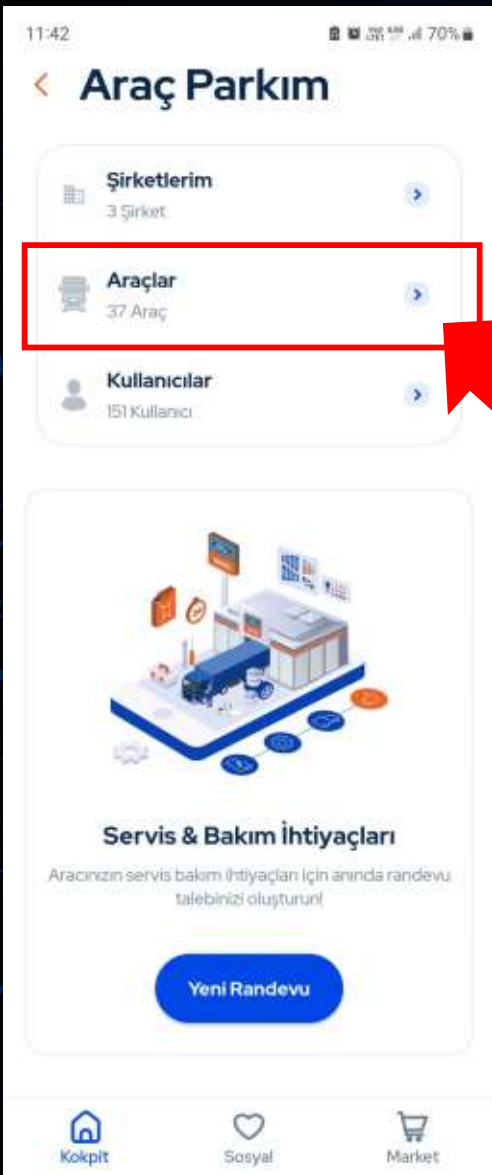 11:42
70%
Araç Parkım
Şirketlerim
3 Şirket
Araçlar
37 Araç
Kullanıcılar
151 Kullanıcı
Servis & Bakım İhtiyaçları
Aracınızın servis bakım ihtiyaçları için anında randevu
talebinizi oluşturun!
Yeni Randevu
Kokpit
Sosyal
Market